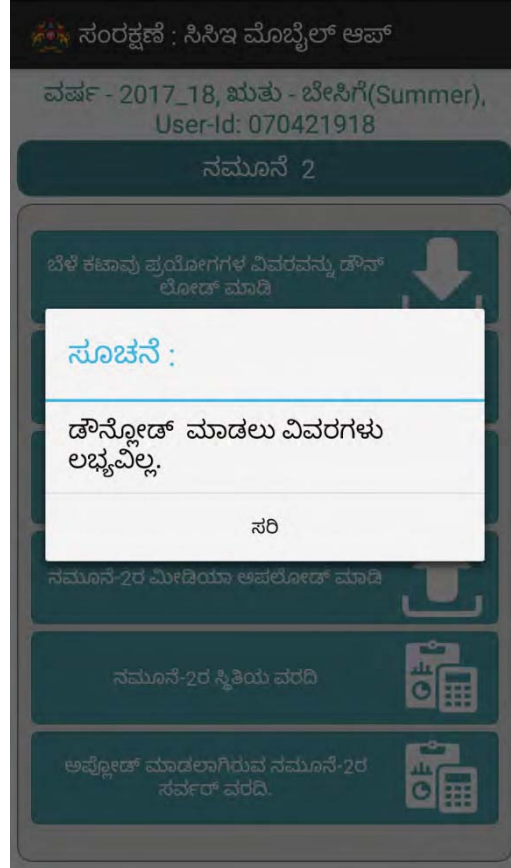 ಸಂರಕ್ಷಣೆ : ಸಿಸಿಇ ಮೊಬೈಲ್ ಆಪ್
ವರ್ಷ - 2017_18, ಋತು - ಬೇಸಿಗೆ(Summer),
User-Id: 070421918
ನಮೂನೆ 2
ಬೆಳೆ ಕಟಾವು ಪ್ರಯೋಗಗಳ ವಿವರವನ್ನು ಡೌನ್
ಲೋಡ್ ಮಾಡಿ
ಸೂಚನೆ :
ಡೌನ್ಲೋಡ್ ಮಾಡಲು ವಿವರಗಳು
ಲಭ್ಯವಿಲ್ಲ.
ಸರಿ
ನಮೂನೆ-2ರ ಮೀಡಿಯಾ ಅಪಲೋಡ್ ಮಾಡಿ
ನಮೂನೆ-2ರ ಸ್ಥಿತಿಯ ವರದಿ
ಅಪ್ಲೋಡ್ ಮಾಡಲಾಗಿರುವ ನಮೂನೆ-2ರ
ಸರ್ವರ್ ವರದಿ.